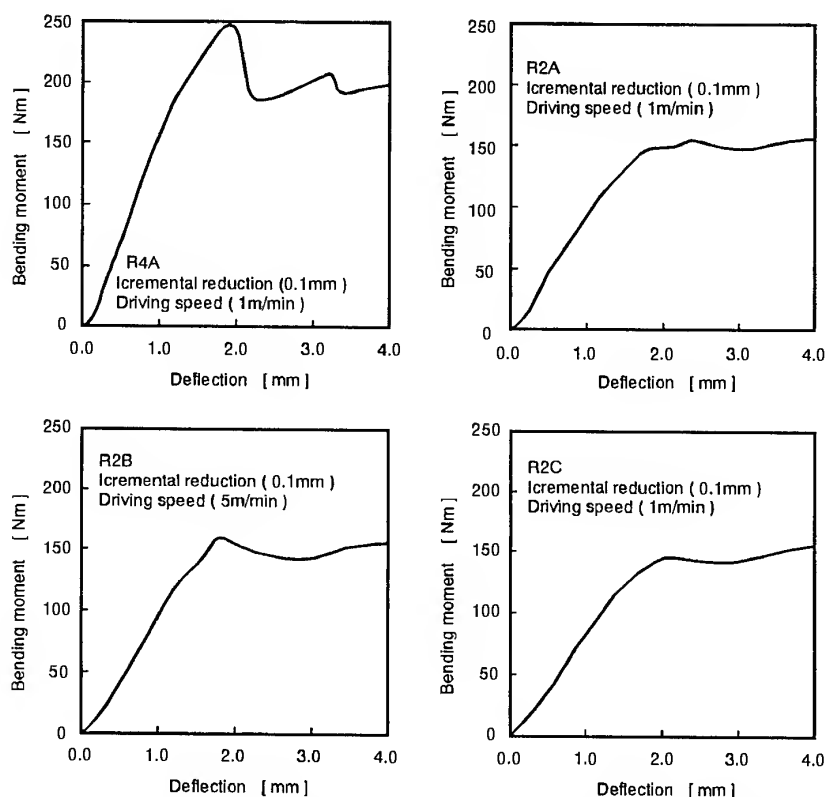 250
200
150
100
50
0
Bending moment [ Nm ]
R4A
Icremental reduction (0.1mm )
Driving speed ( 1m/min )
0.0 1.0 2.0 3.0 4.0
Deflection [ mm ]
250
200
150
100
50
0
Bending moment [ Nm ]
R2A
Icremental reduction ( 0.1mm )
Driving speed ( 1m/min )
0.0 1.0 2.0 3.0 4.0
Deflection [ mm ]
250
200
150
100
50
0
Bending moment [ Nm ]
R2B
Icremental reduction ( 0.1mm )
Driving speed ( 5m/min )
0.0 1.0 2.0 3.0 4.0
Deflection [ mm ]
250
200
150
100
50
0
Bending moment [ Nm ]
R2C
Icremental reduction ( 0.1mm )
Driving speed ( 1m/min )
0.0 1.0 2.0 3.0 4.0
Deflection [ mm ]